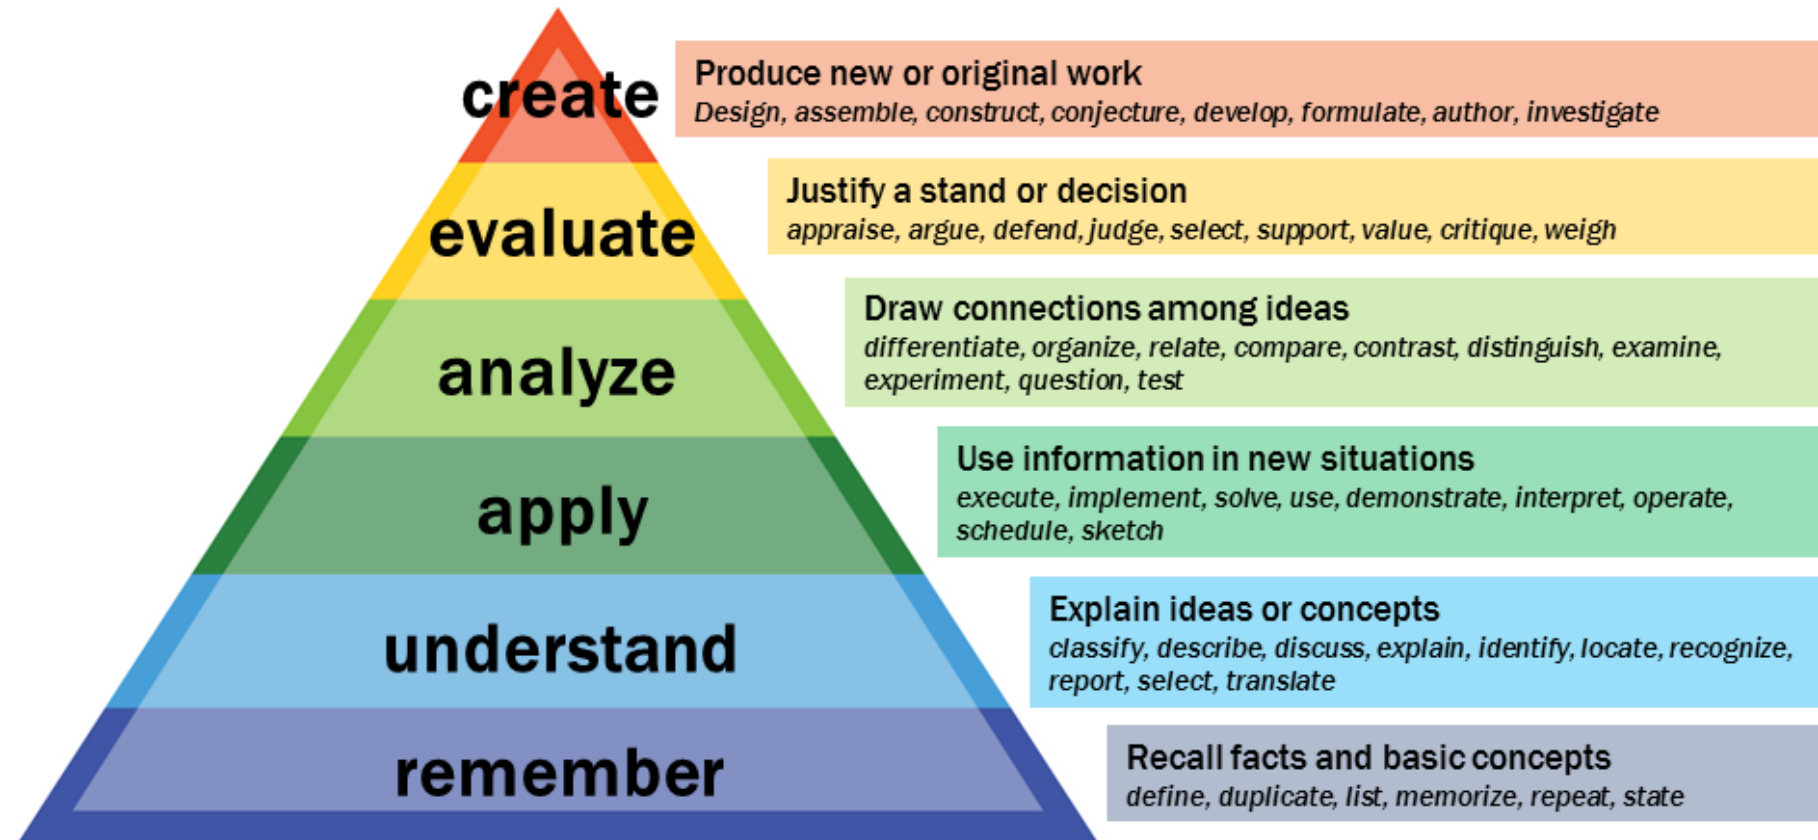 create
Produce new or original work
Design, assemble, construct, conjecture, develop, formulate, author, investigate
evaluate
Justify a stand or decision
appraise, argue, defend, judge, select, support, value, critique, weigh
analyze
Draw connections among ideas
differentiate, organize, relate, compare, contrast, distinguish, examine,
experiment, question, test
apply
Use information in new situations
execute, implement, solve, use, demonstrate, interpret, operate,
schedule, sketch
understand
Explain ideas or concepts
classify, describe, discuss, explain, identify, locate, recognize,
report, select, translate
remember
Recall facts and basic concepts
define, duplicate, list, memorize, repeat, state